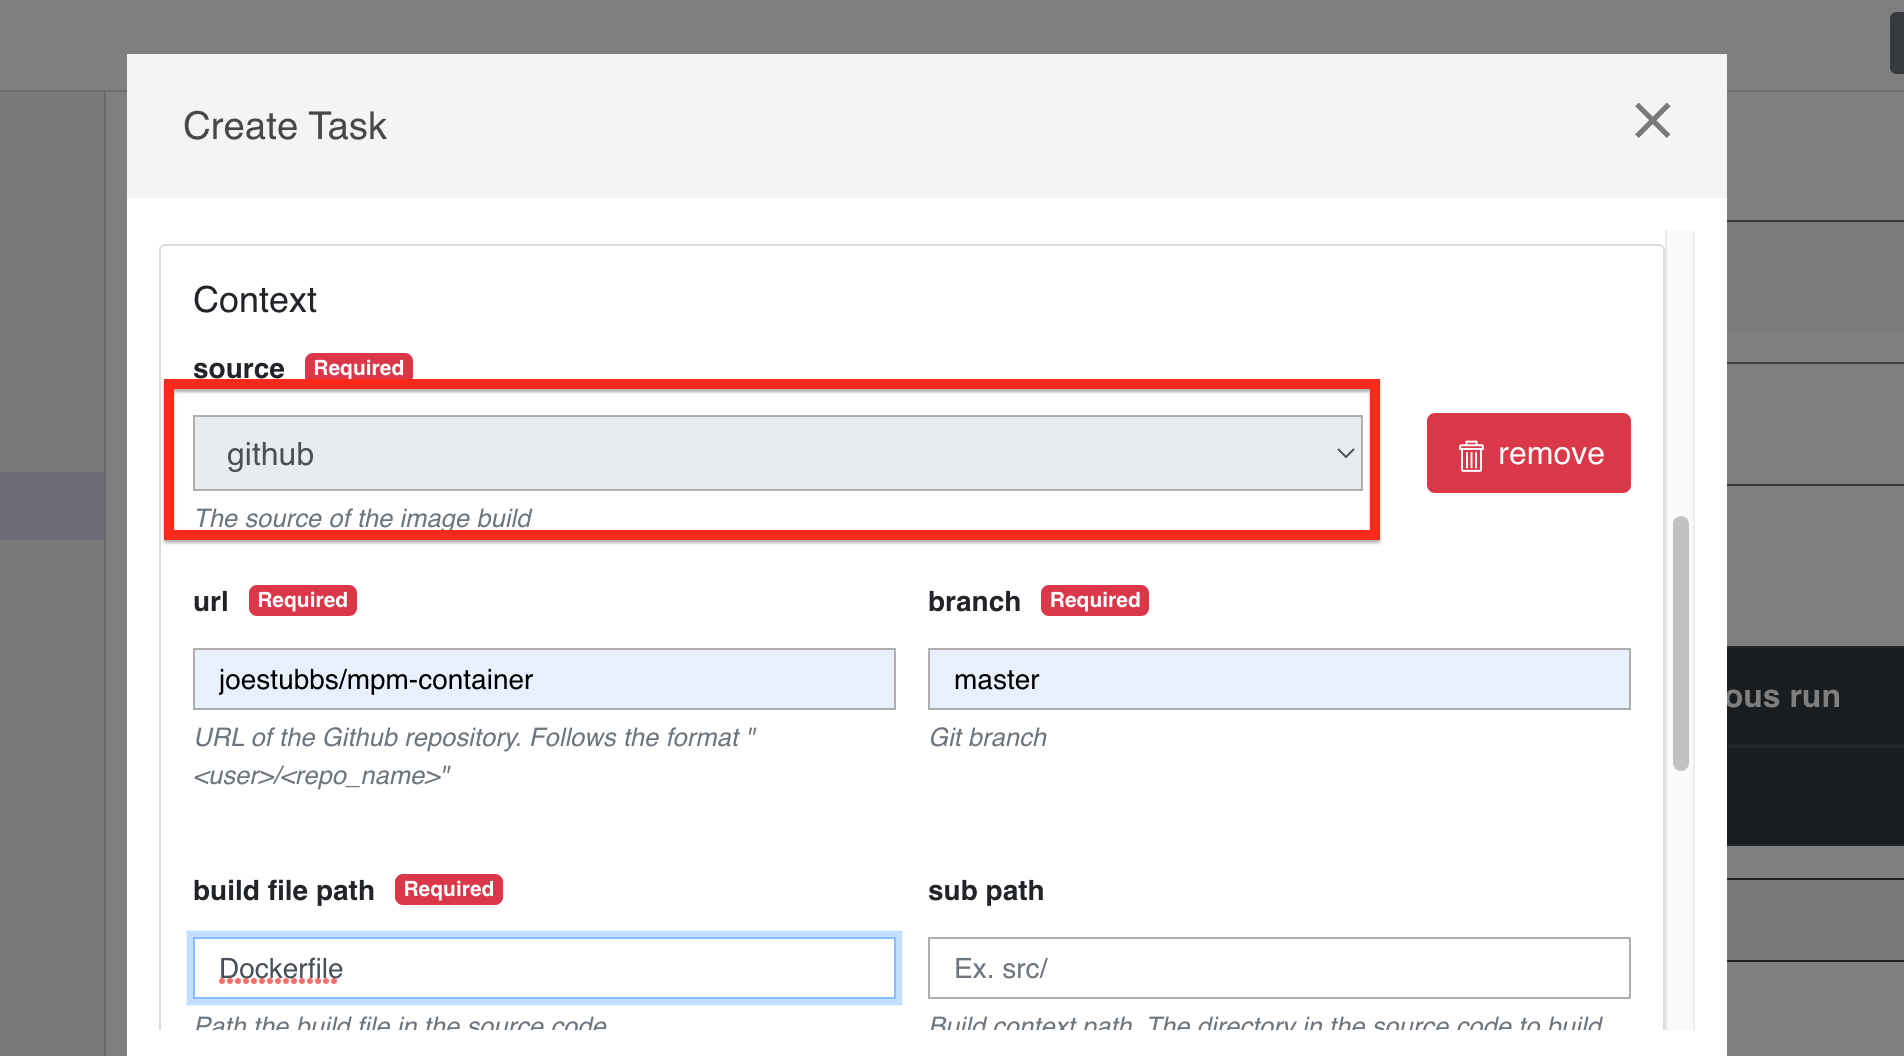 Create Task
Context
source Required
github
remove
The source of the image build
url Required
branch Required
joestubbs/mpm-container
master
URL of the Github repository. Follows the format "
<user>/<repo_name>"
Git branch
ous run
build file path Required
sub path
Dockerfile
Ex. src/
Path the build file in the source code
Build context path. The directory in the source code to build